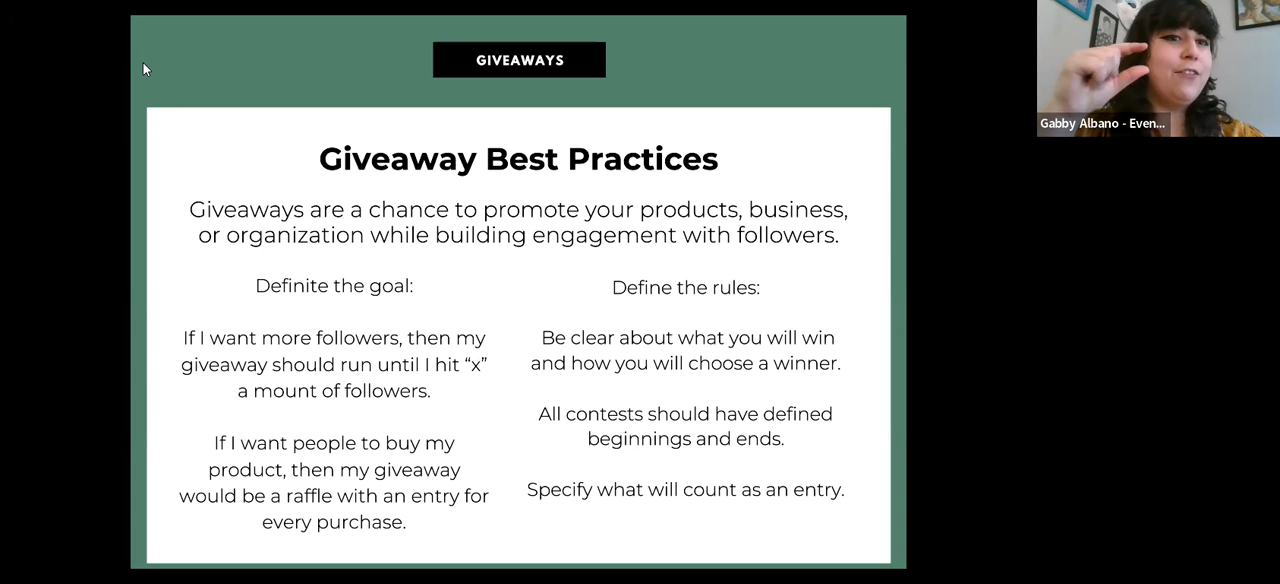 GIVEAWAYS
Gabby Albano - Even...
Giveaway Best Practices
Giveaways are a chance to promote your products, business,
or organization while building engagement with followers.
Definite the goal:
If I want more followers, then my
giveaway should run until I hit “x”
a mount of followers.
If I want people to buy my
product, then my giveaway
would be a raffle with an entry for
every purchase.
Define the rules:
Be clear about what you will win
and how you will choose a winner.
All contests should have defined
beginnings and ends.
Specify what will count as an entry.